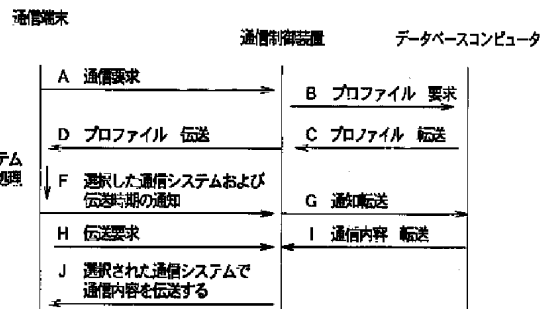 通信端末
通信制御装置
データベースコンピュータ
A 通信要求
B プロファイル 要求
D プロファイル 伝送
C プロファイル 転送
テム
処理
F 選択した通信システムおよび
伝送時期の通知
G 通知転送
H 伝送要求
I 通信内容 転送
J 選択された通信システムで
通信内容を伝送する